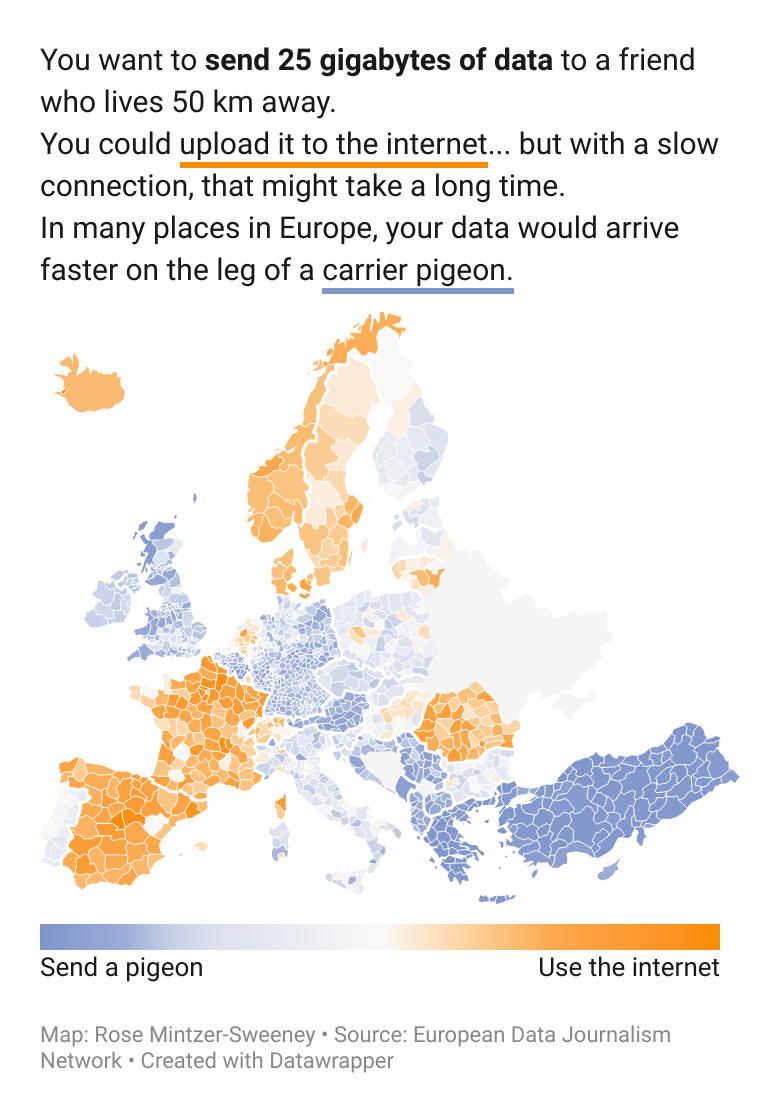 You want to send 25 gigabytes of data to a friend
who lives 50 km away.
You could upload it to the internet... but with a slow
connection, that might take a long time.
In many places in Europe, your data would arrive
faster on the leg of a carrier pigeon.
Send a pigeon
Use the internet
Map: Rose Mintzer-Sweeney • Source: European Data Journalism
Network • Created with Datawrapper